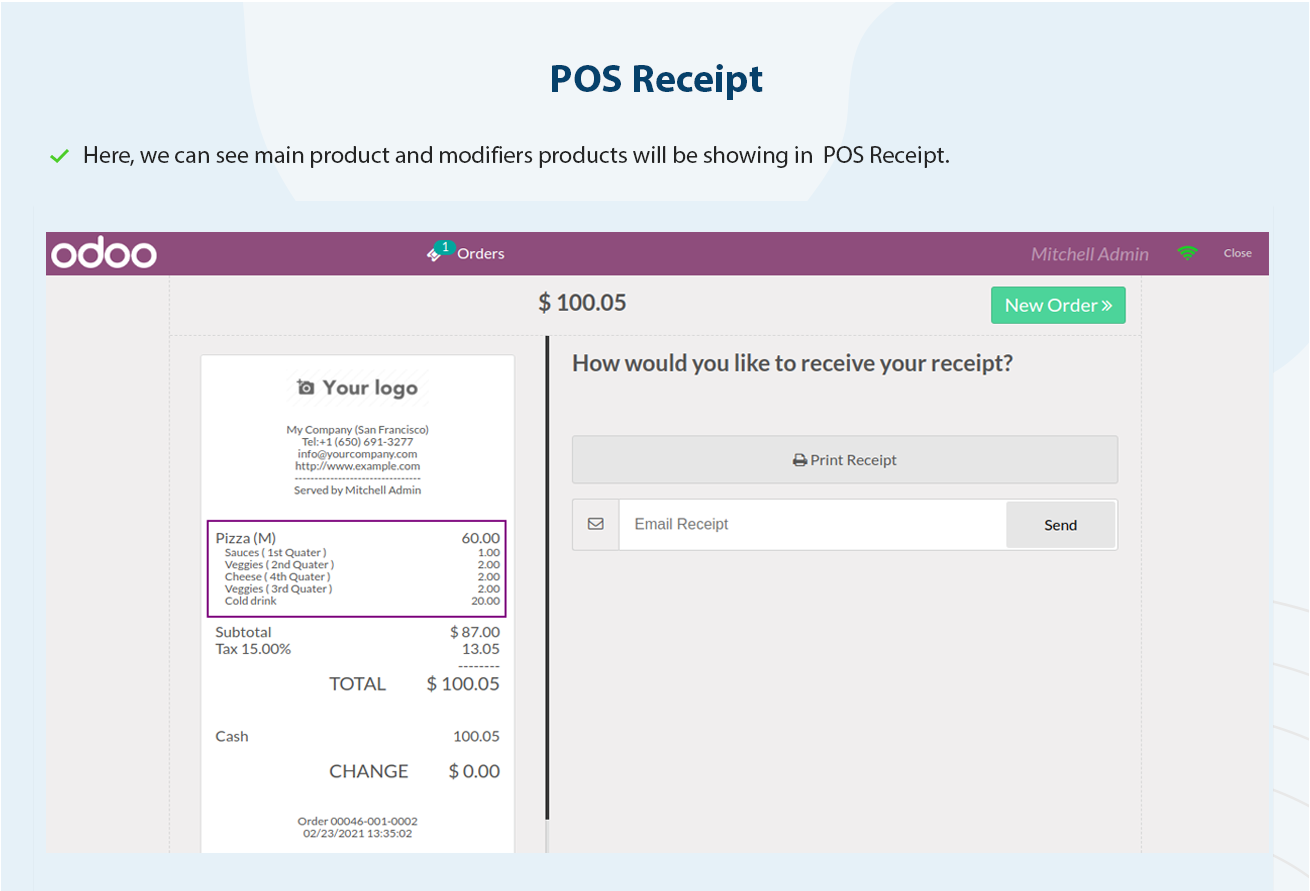 POS Receipt
Here, we can see main product and modifiers products will be showing in POS Receipt.
odoo
1 Orders
Mitchell Admin
Close
$ 100.05
New Order »
Your logo
My Company (San Francisco)
Tel:+1 (650) 691-3277
info@yourcompany.com
http://www.example.com
--------------------------------
Served by Mitchell Admin
Pizza (M) 60.00
Sauces ( 1st Quater ) 1.00
Veggies ( 2nd Quater ) 2.00
Cheese ( 4th Quater ) 2.00
Veggies ( 3rd Quater ) 2.00
Cold drink 20.00
Subtotal $ 87.00
Tax 15.00% 13.05
--------
TOTAL $ 100.05
Cash 100.05
CHANGE $ 0.00
Order 00046-001-0002
02/23/2021 13:35:02
How would you like to receive your receipt?
Print Receipt
Email Receipt
Send